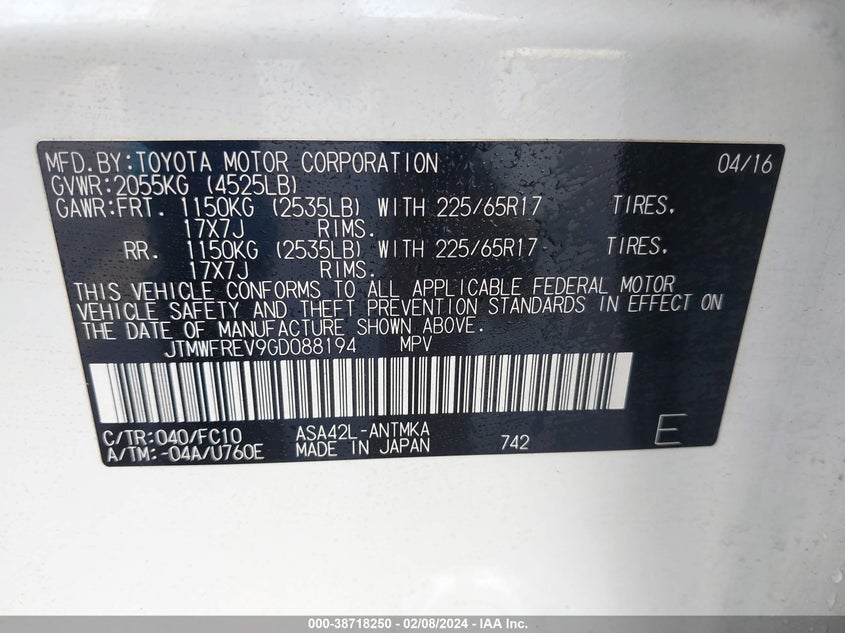 MFD.BY:TOYOTA MOTOR CORPORATION 04/16
GVWR:2055KG (4525LB)
GAWR:FRT. 1150KG (2535LB) WITH 225/65R17 TIRES.
17X7J RIMS.
RR. 1150KG (2535LB) WITH 225/65R17 TIRES.
17X7J RIMS.
THIS VEHICLE CONFORMS TO ALL APPLICABLE FEDERAL MOTOR
VEHICLE SAFETY AND THEFT PREVENTION STANDARDS IN EFFECT ON
THE DATE OF MANUFACTURE SHOWN ABOVE.
JTMWFREV9GD088194 MPV
C/TR:040/FC10 ASA42L-ANTMKA
A/TM:-04A/U760E MADE IN JAPAN 742 E
000-38718250 - 02/08/2024 - IAA Inc.